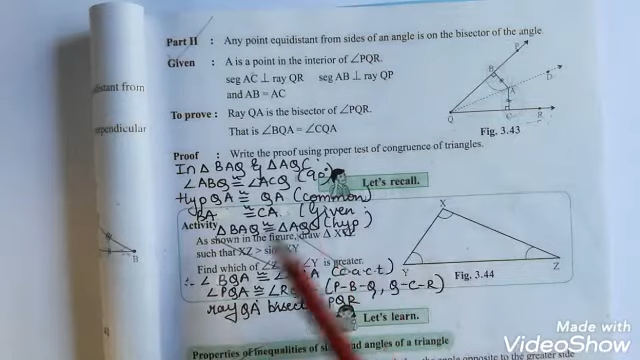 Part II : Any point equidistant from sides of an angle is on the bisector of the angle.
Given : A is a point in the interior of ∠PQR.
seg AC ⊥ ray QR seg AB ⊥ ray QP
and AB = AC
To prove : Ray QA is the bisector of ∠PQR.
That is ∠BQA = ∠CQA
Fig. 3.43
Proof : Write the proof using proper test of congruence of triangles.
In △ BAQ & △ AQC
∠ABQ ≅ ∠ACQ (90°)
Hyp QA ≅ QA (common)
BA ≅ CA. (Given)
△ BAQ ≅ △ AQC (hyp)
Let's recall.
Activity
As shown in the figure, draw △
such that XZ >
Find which of
is greater.
∴ ∠ BQA ≅ (c-a-c-t)
∠PQA ≅ (P-B-Q, Q-C-R)
ray QA bisect PQR
Fig. 3.44
Let's learn.
Properties of inequalities of sides and angles of a triangle
distant from
erpendicular
P
B
D
A
Q
C
R
X
Y
Z
B
Made with
VideoShow